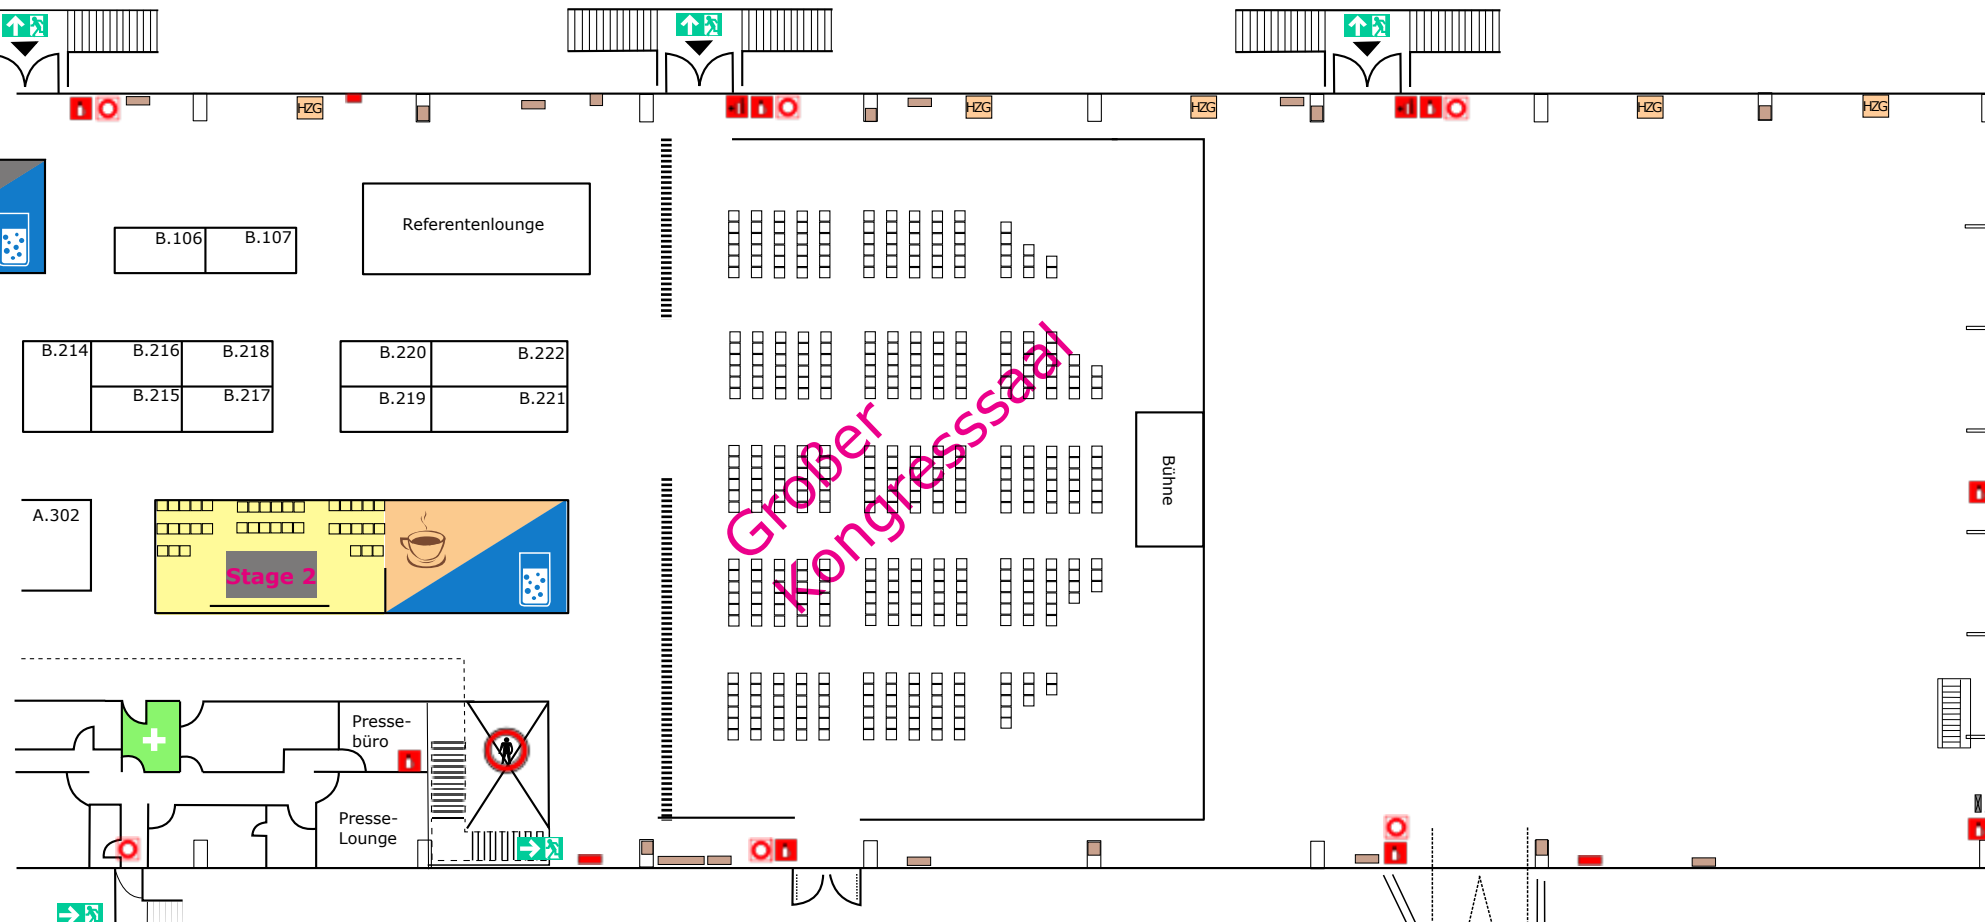 HZG
HZG
HZG
HZG
HZG
Referentenlounge
B.106
B.107
B.214
B.216
B.218
B.220
B.222
B.215
B.217
B.219
B.221
Großer
Kongresssaal
Bühne
A.302
Stage 2
Presse-
büro
Presse-
Lounge